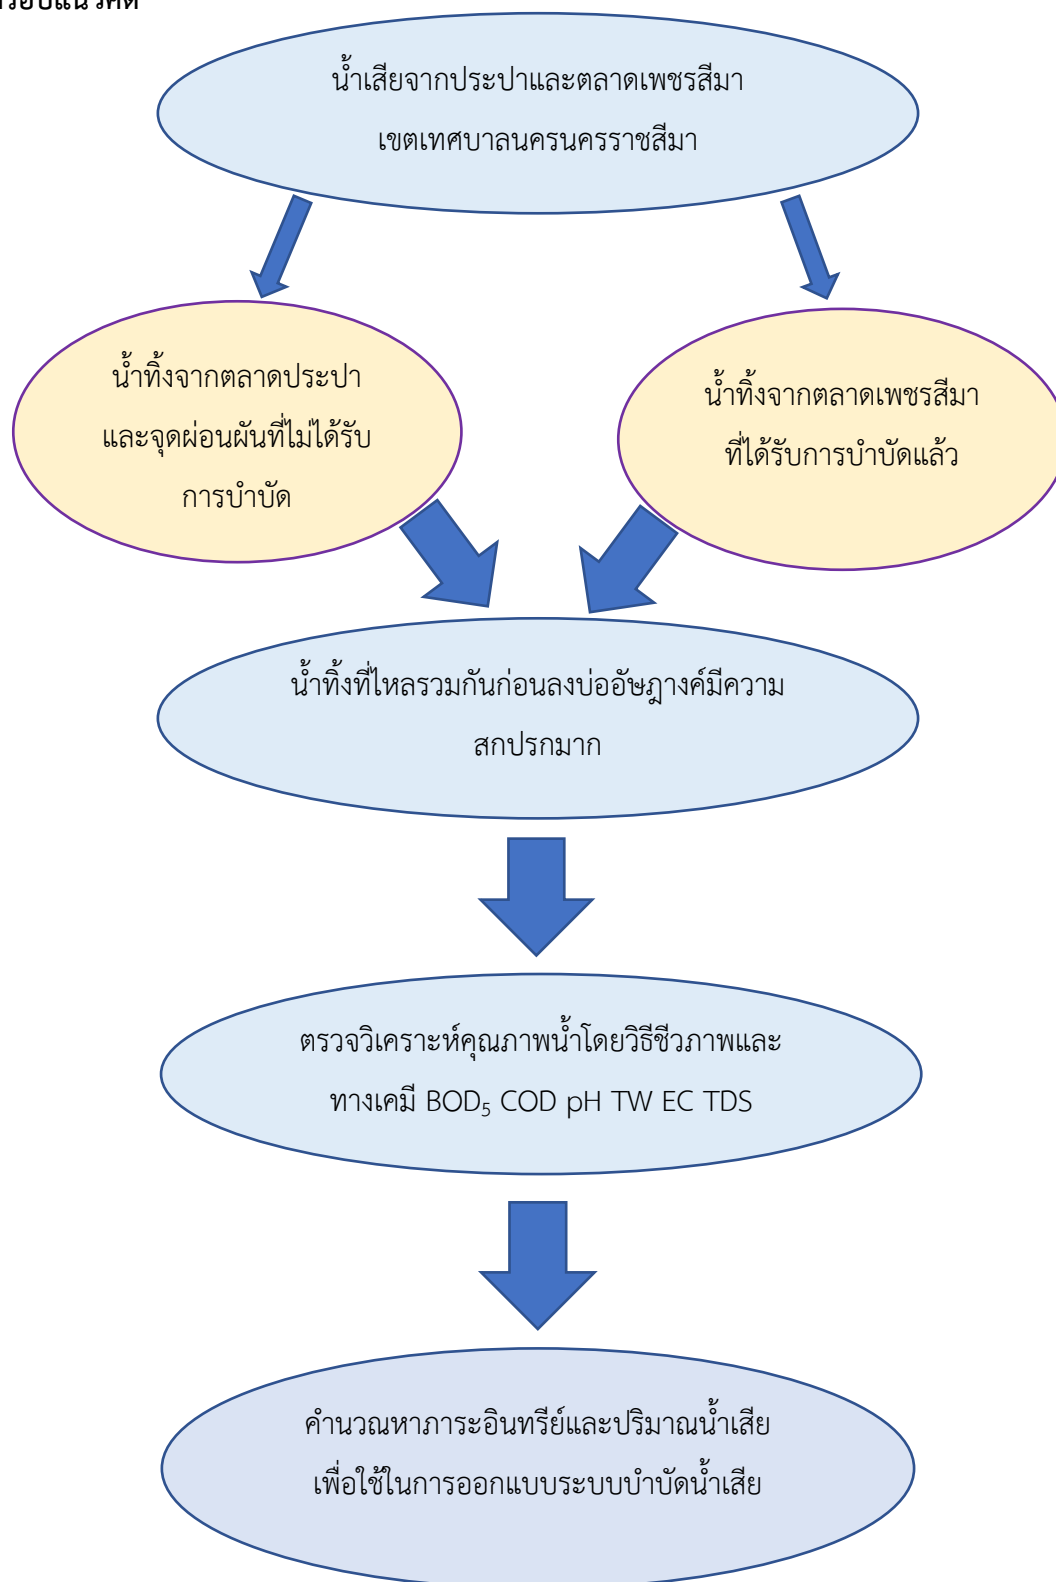 น้ำเสียจากประปาและตลาดเพชรสีมา
เขตเทศบาลนครนครราชสีมา
น้ำทิ้งจากตลาดประปา
และจุดผ่อนผันที่ไม่ได้รับ
การบำบัด
น้ำทิ้งจากตลาดเพชรสีมา
ที่ได้รับการบำบัดแล้ว
น้ำทิ้งที่ไหลรวมกันก่อนลงบ่ออัษฎางค์มีความ
สกปรกมาก
ตรวจวิเคราะห์คุณภาพน้ำโดยวิธีชีวภาพและ
ทางเคมี BOD₅ COD pH TW EC TDS
คำนวณหาภาระอินทรีย์และปริมาณน้ำเสีย
เพื่อใช้ในการออกแบบระบบบำบัดน้ำเสีย